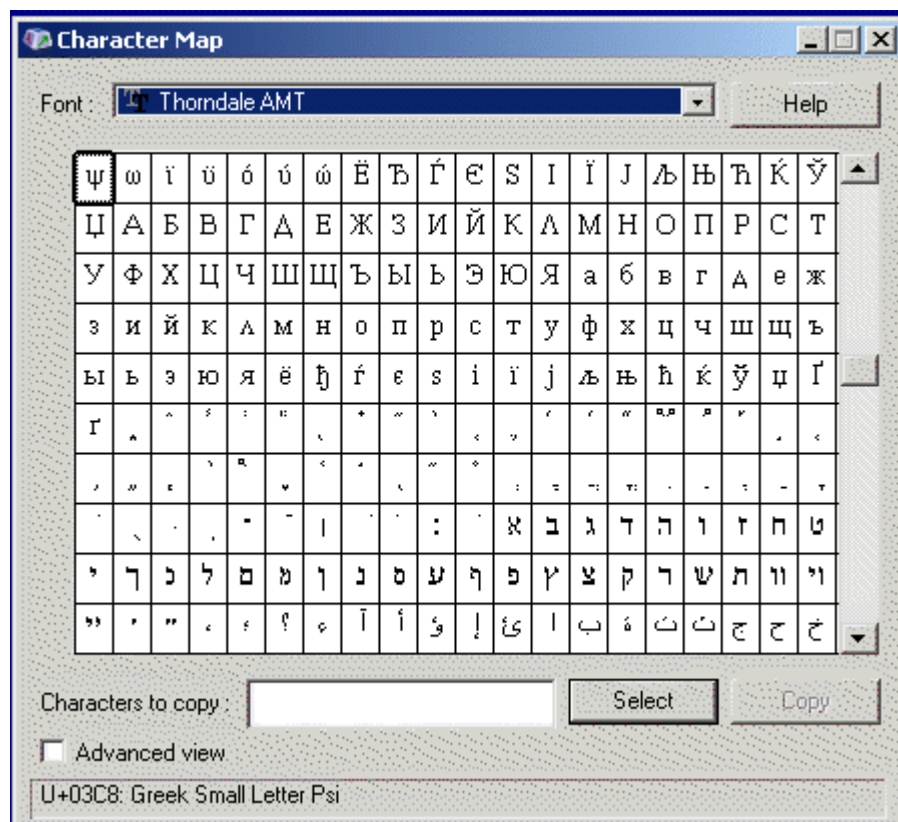 Character Map
Font : Thorndale AMT Help
ψ ω ϊ ϋ ό ύ ώ Ё Ђ Ѓ Є Ѕ І Ї Ј Љ Њ Ћ Ќ Ў
Џ А Б В Г Д Е Ж З И Й К Л М Н О П Р С Т
У Ф Х Ц Ч Ш Щ Ъ Ы Ь Э Ю Я а б в г д е ж
з и й к л м н о п р с т у ф х ц ч ш щ ъ
ы ь э ю я ё ђ ѓ є ѕ і ї ј љ њ ћ ќ ў џ Ґ
ґ
: א ב ג ד ה ו ז ח ט
י ך כ ל ם מ ן נ ס ע ף פ ץ צ ק ר ש ת װ ױ
ײ ׳ ״ ، ؛ ؟ ء آ أ ؤ إ ئ ا ب ة ت ث ج ح خ
Characters to copy : Select Copy
Advanced view
U+03C8: Greek Small Letter Psi